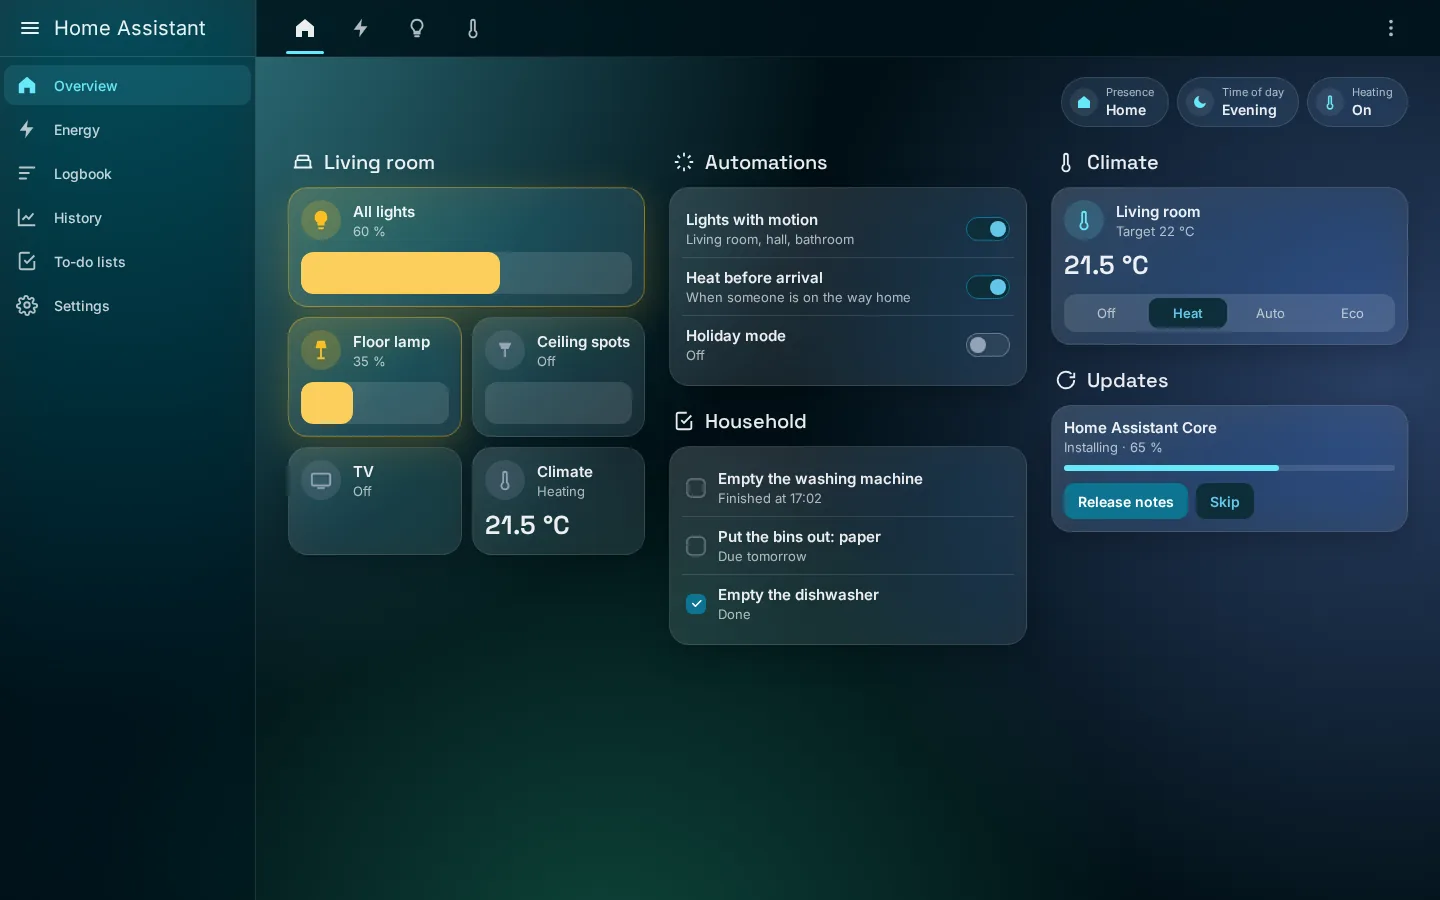 Home Assistant
Overview
Energy
Logbook
History
To-do lists
Settings
Presence
Home
Time of day
Evening
Heating
On
Living room
All lights
60 %
Floor lamp
35 %
Ceiling spots
Off
TV
Off
Climate
Heating
21.5 °C
Automations
Lights with motion
Living room, hall, bathroom
Heat before arrival
When someone is on the way home
Holiday mode
Off
Household
Empty the washing machine
Finished at 17:02
Put the bins out: paper
Due tomorrow
Empty the dishwasher
Done
Climate
Living room
Target 22 °C
21.5 °C
Off Heat Auto Eco
Updates
Home Assistant Core
Installing · 65 %
Release notes Skip